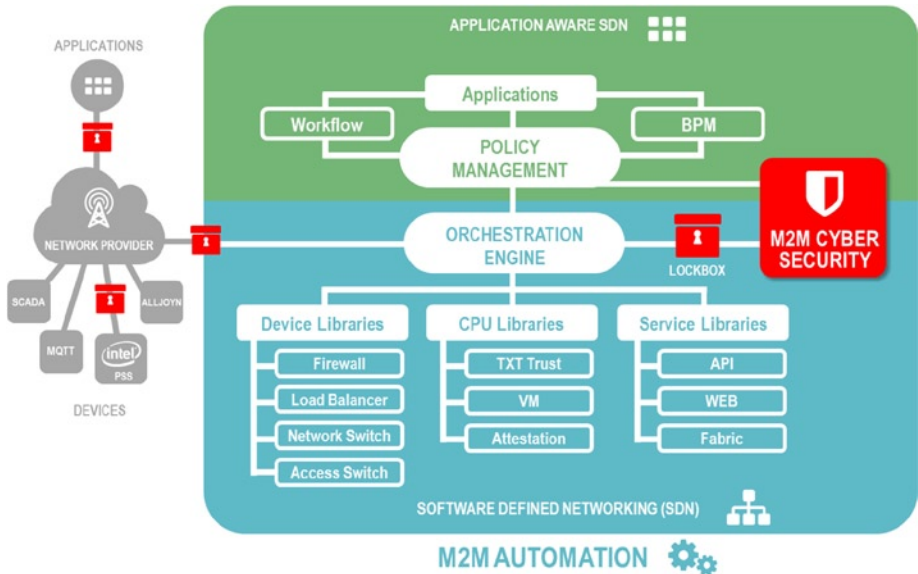 APPLICATION AWARE SDN
APPLICATIONS
Applications
Workflow
BPM
POLICY
MANAGEMENT
NETWORK PROVIDER
ORCHESTRATION
ENGINE
LOCKBOX
M2M CYBER
SECURITY
SCADA
ALLJOYN
MQTT
intel
PSS
DEVICES
Device Libraries
CPU Libraries
Service Libraries
Firewall
TXT Trust
API
Load Balancer
VM
WEB
Network Switch
Attestation
Fabric
Access Switch
SOFTWARE DEFINED NETWORKING (SDN)
M2M AUTOMATION